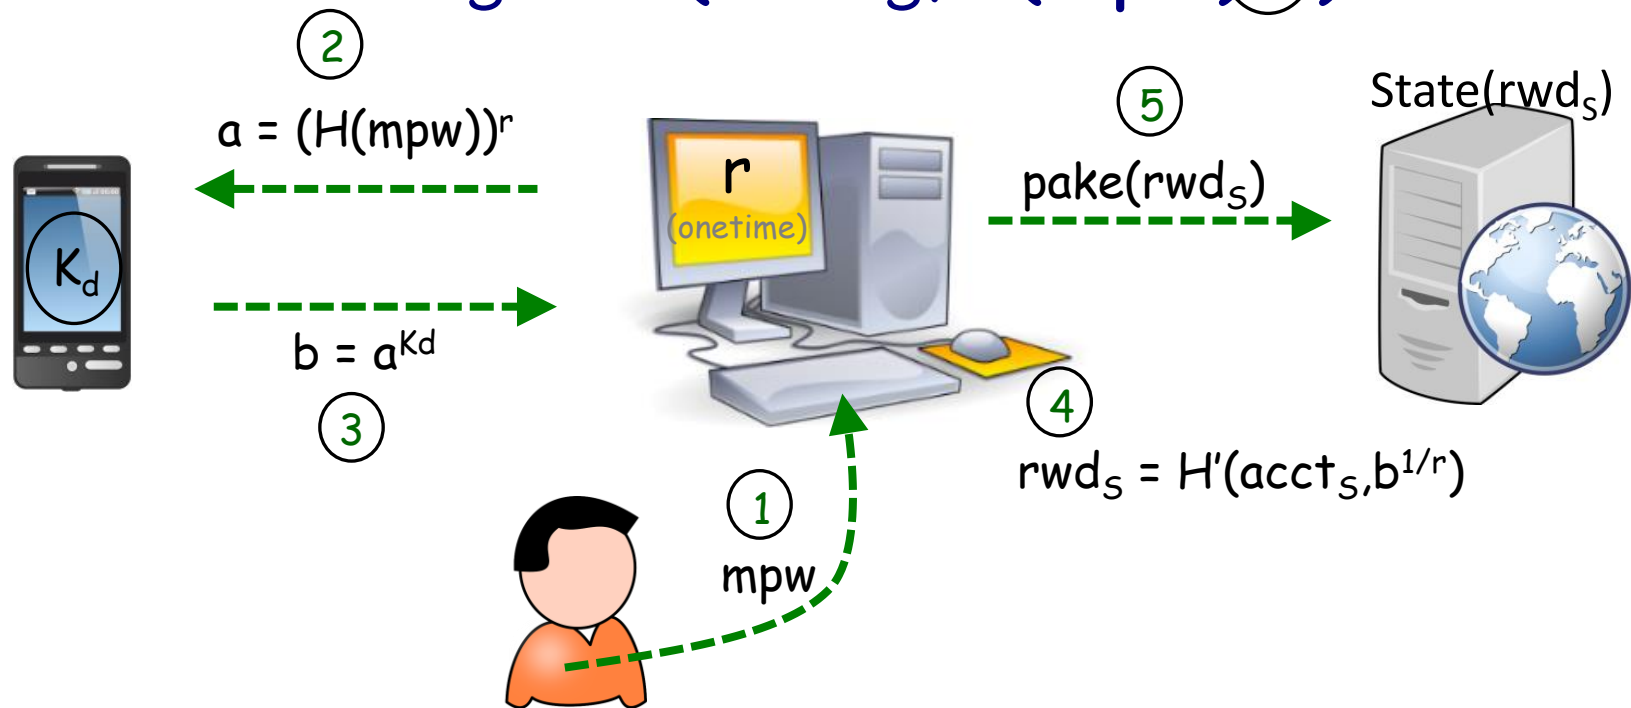 2
a = (H(mpw))ʳ
K_d
b = a^Kd
3
r
(onetime)
1
mpw
5
pake(rwd_S)
State(rwd_S)
4
rwd_S = H'(acct_S,b^1/r)